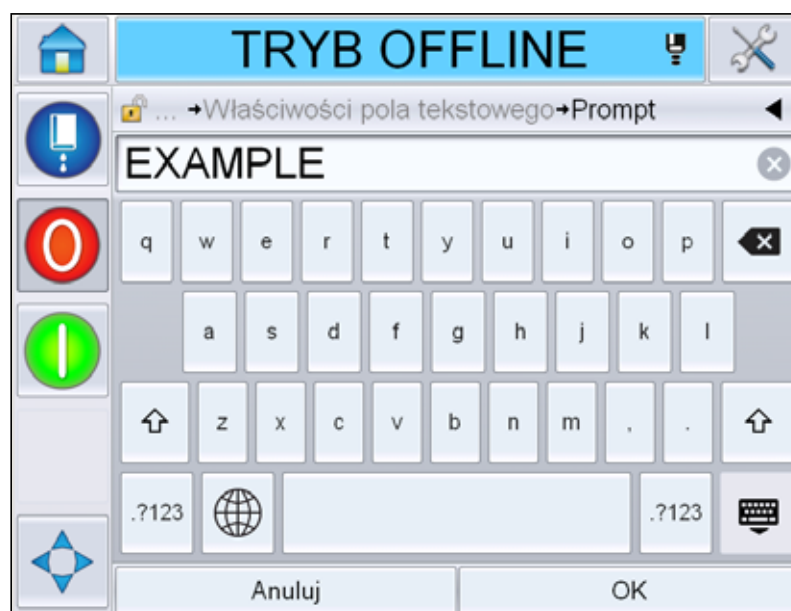 TRYB OFFLINE
... →Właściwości pola tekstowego→Prompt
EXAMPLE
q w e r t y u i o p
a s d f g h j k l
z x c v b n m , .
.?123 .?123
Anuluj OK